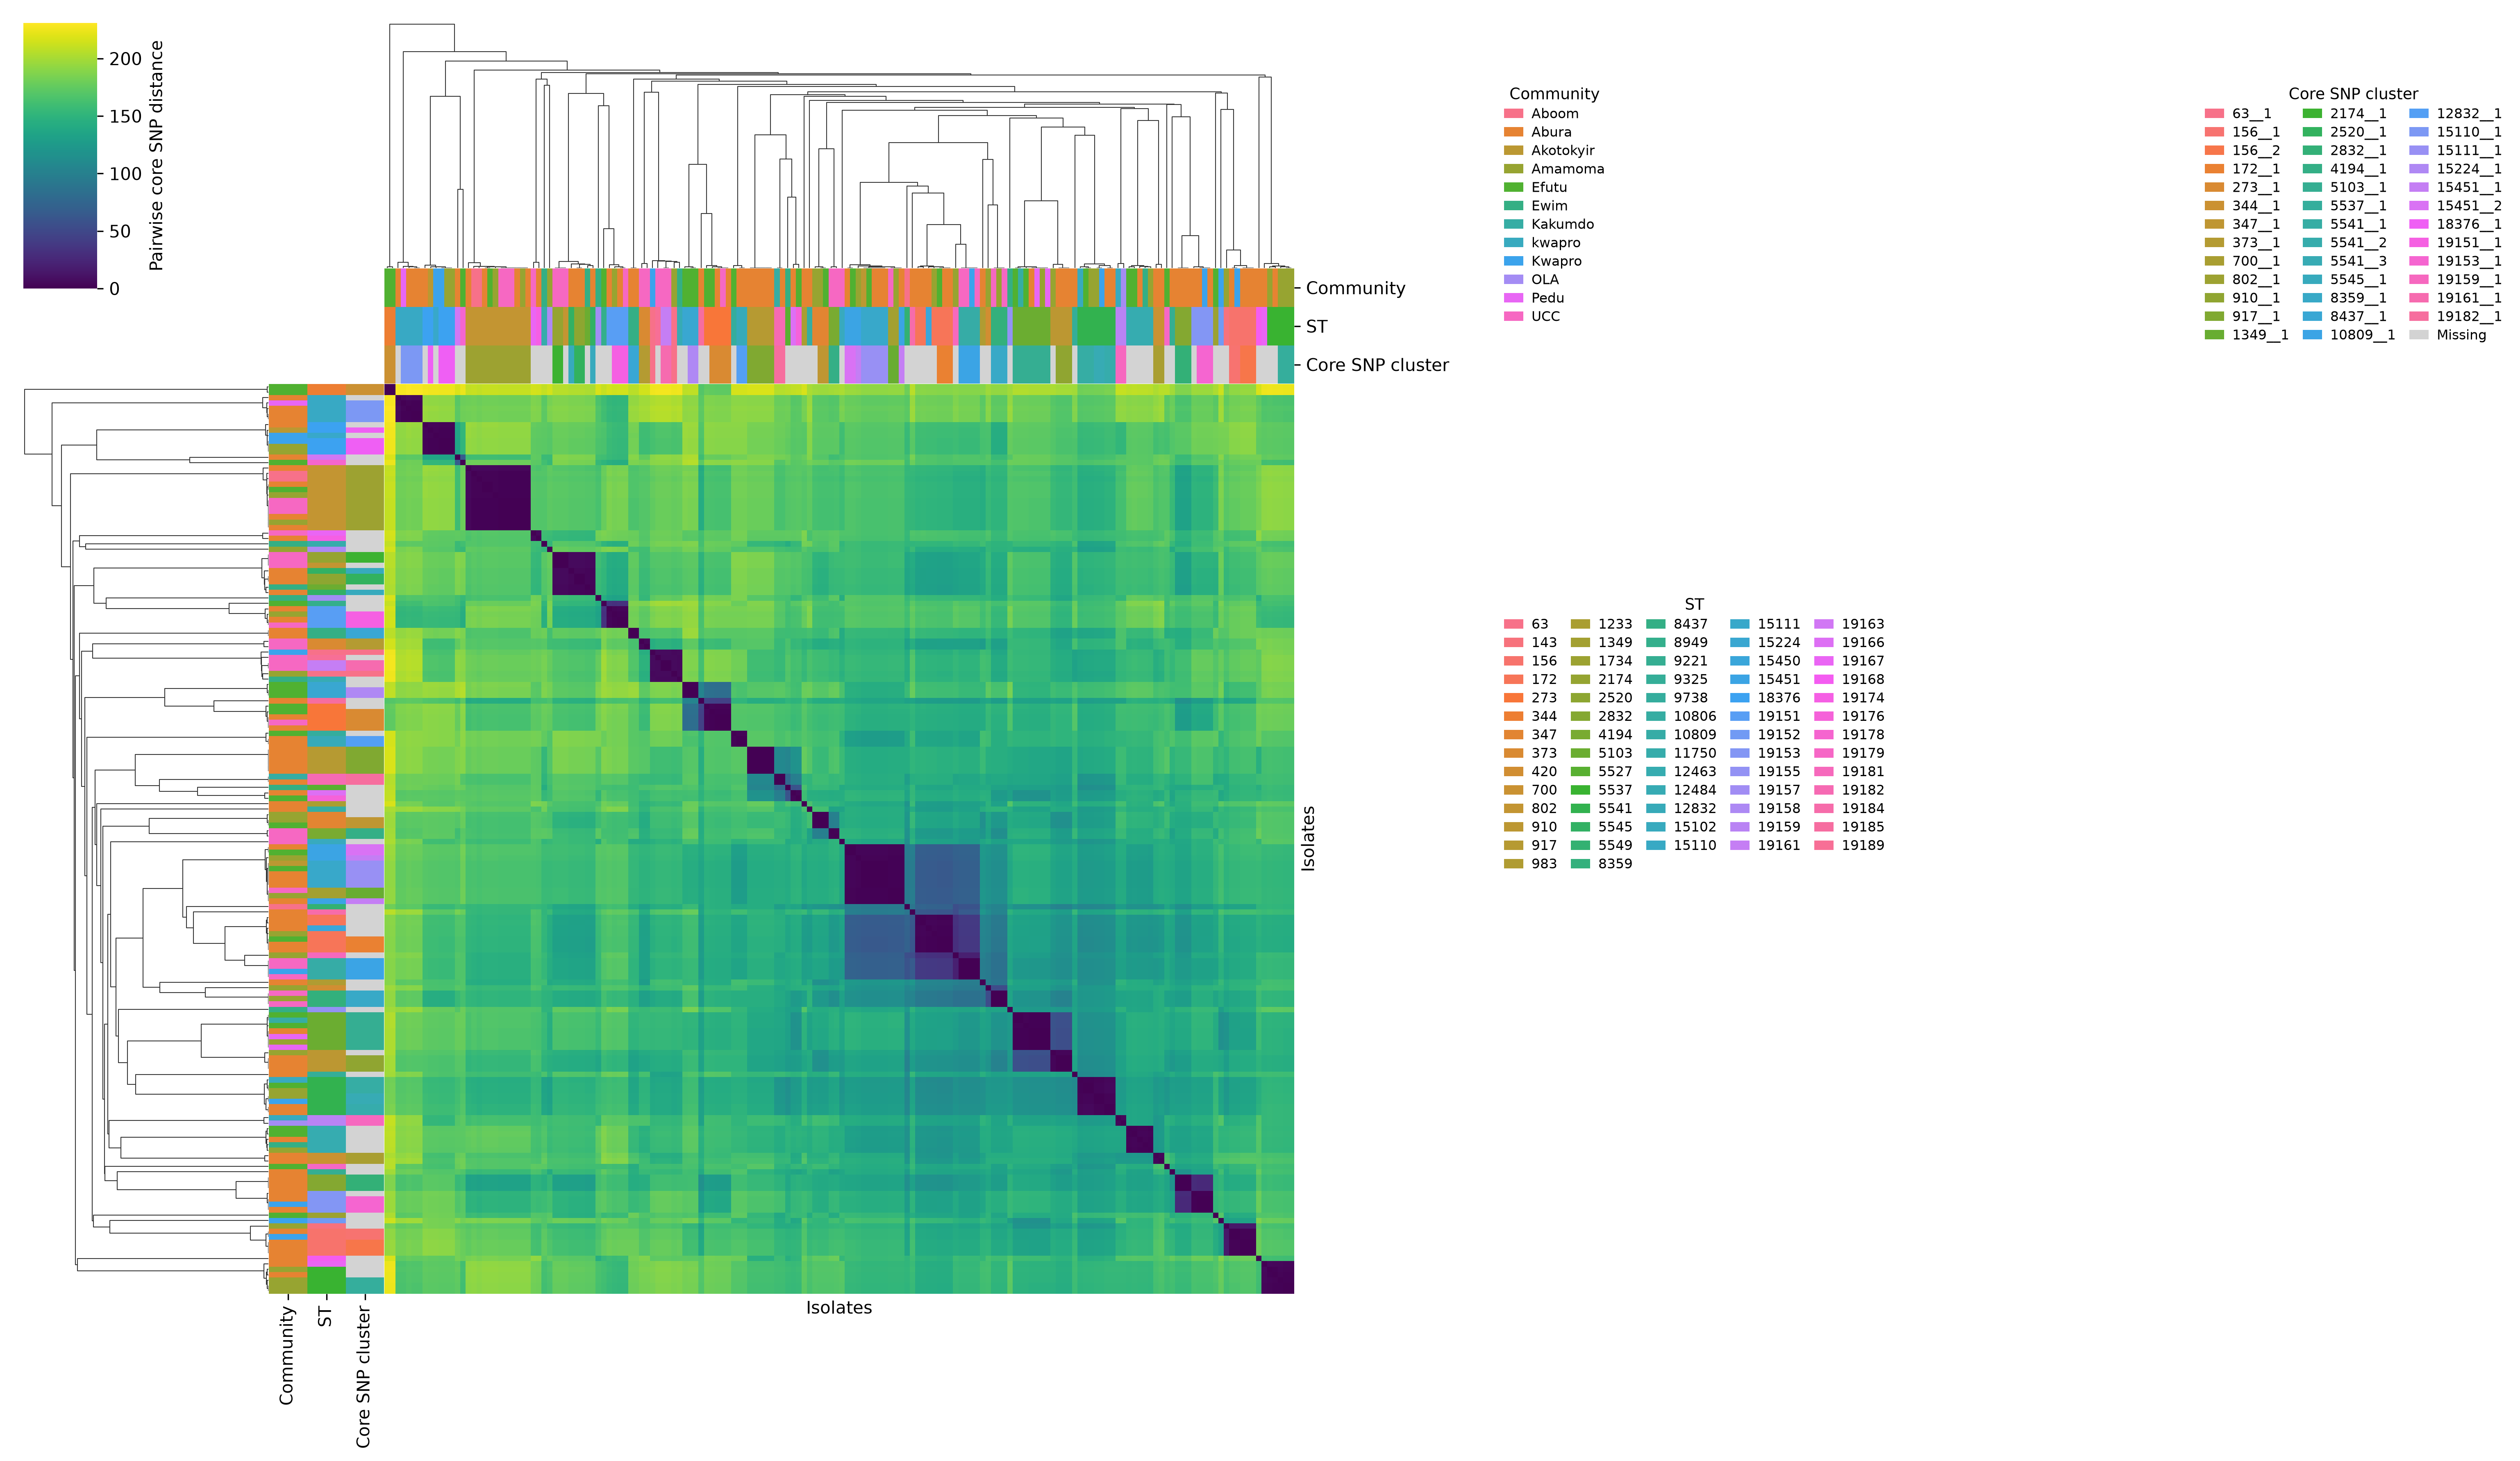 200
150
100
50
0
Pairwise core SNP distance
Community
ST
Core SNP cluster
Isolates
Isolates
Community
ST
Core SNP cluster
Community
Aboom
Abura
Akotokyir
Amamoma
Efutu
Ewim
Kakumdo
kwapro
Kwapro
OLA
Pedu
UCC
Core SNP cluster
63__1 2174__1 12832__1
156__1 2520__1 15110__1
156__2 2832__1 15111__1
172__1 4194__1 15224__1
273__1 5103__1 15451__1
344__1 5537__1 15451__2
347__1 5541__1 18376__1
373__1 5541__2 19151__1
700__1 5541__3 19153__1
802__1 5545__1 19159__1
910__1 8359__1 19161__1
917__1 8437__1 19182__1
1349__1 10809__1 Missing
ST
63 1233 8437 15111 19163
143 1349 8949 15224 19166
156 1734 9221 15450 19167
172 2174 9325 15451 19168
273 2520 9738 18376 19174
344 2832 10806 19151 19176
347 4194 10809 19152 19178
373 5103 11750 19153 19179
420 5527 12463 19155 19181
700 5537 12484 19157 19182
802 5541 12832 19158 19184
910 5545 15102 19159 19185
917 5549 15110 19161 19189
983 8359